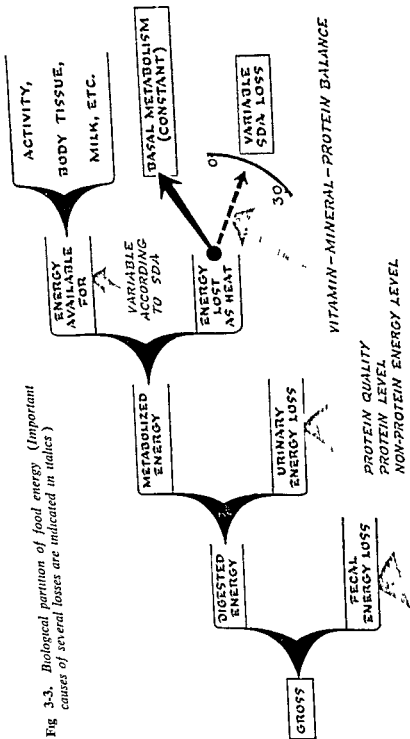 Fig 3-3. Biological partition of food energy (Important
causes of several losses are indicated in italics)
GROSS
DIGESTED
ENERGY
FECAL
ENERGY LOSS
METABOLIZED
ENERGY
URINARY
ENERGY LOSS
PROTEIN QUALITY
PROTEIN LEVEL
NON-PROTEIN ENERGY LEVEL
ENERGY
AVAILABLE
FOR
VARIABLE
ACCORDING
TO SDA
ENERGY
LOST
AS HEAT
ACTIVITY,
BODY TISSUE,
MILK, ETC.
BASAL METABOLISM
(CONSTANT)
0
30
VARIABLE
SDA LOSS
VITAMIN-MINERAL-PROTEIN BALANCE